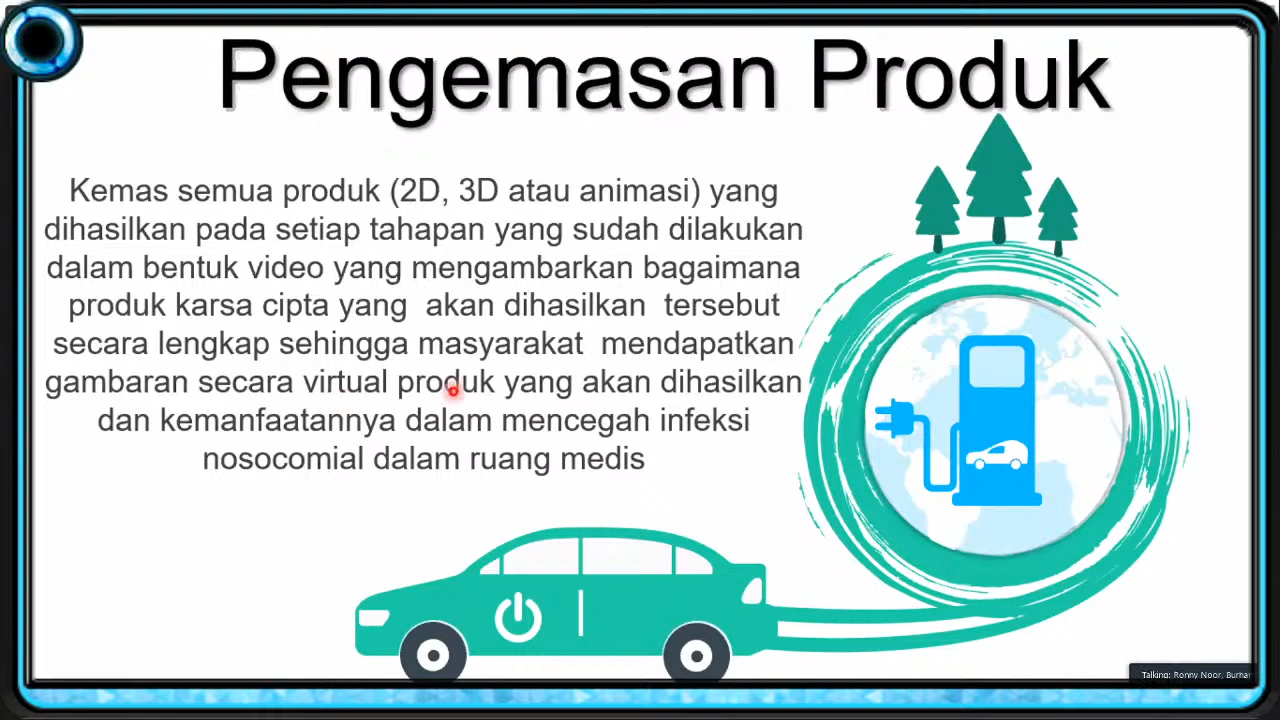 Pengemasan Produk
Kemas semua produk (2D, 3D atau animasi) yang
dihasilkan pada setiap tahapan yang sudah dilakukan
dalam bentuk video yang mengambarkan bagaimana
produk karsa cipta yang akan dihasilkan tersebut
secara lengkap sehingga masyarakat mendapatkan
gambaran secara virtual produk yang akan dihasilkan
dan kemanfaatannya dalam mencegah infeksi
nosocomial dalam ruang medis
Talking: Ronny Noor, Burhan